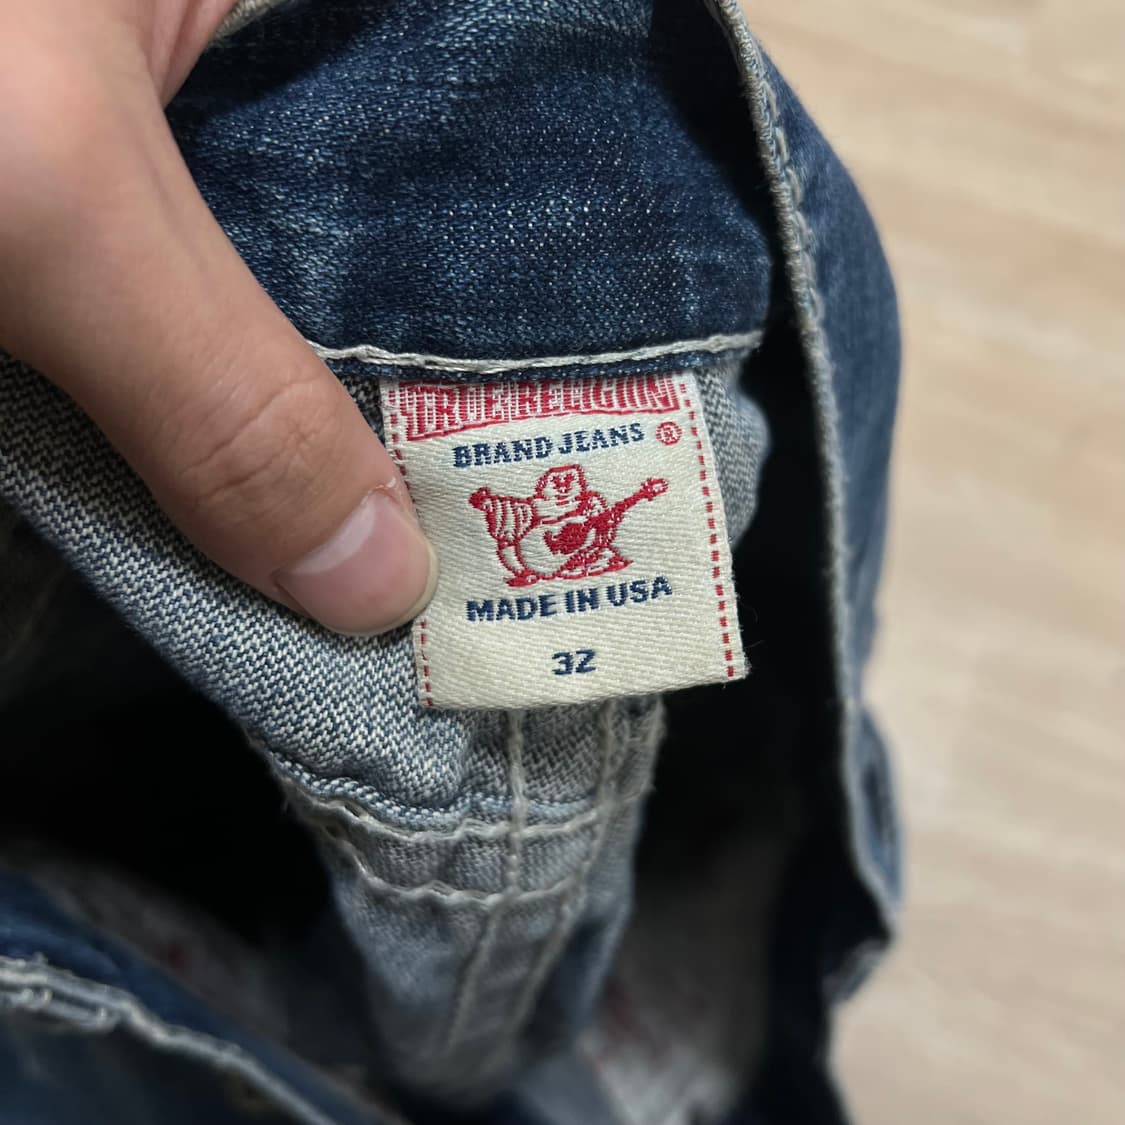 TRUE RELIGION
BRAND JEANS ®
MADE IN USA
32